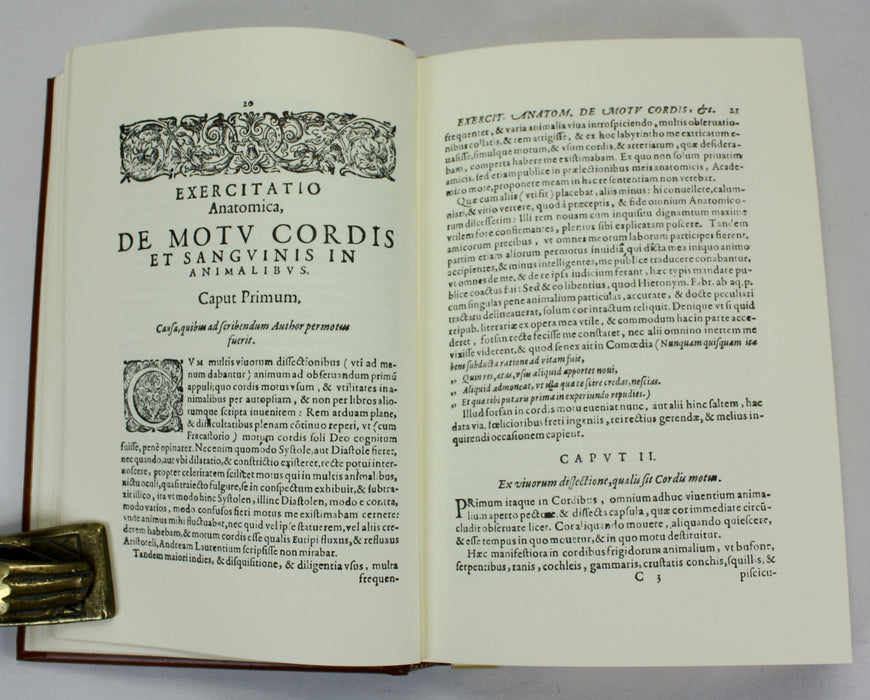 20
EXERCITATIO
Anatomica,
DE MOTV CORDIS
ET SANGVINIS IN
ANIMALIBVS.
Caput Primum.
Causa, quibus ad scribendum Author permotus
fuerit.
CVM multis viuorum dissectionibus (vti ad ma-
num dabantur) animum ad obseruandum primũ
appuli; quo cordis motus vsum, & vtilitates in a-
nimalibus per autopsiam, & non per libros alio-
rumque scripta inuenirem: Rem arduam plane,
& difficultatibus plenam cõtinuo reperi, vt (cum
Fracastorio) motum cordis soli Deo cognitum
fuisse, penè opinarer. Nec enim quomodo Systole, aut Diastole fieret,
nec quando, aut vbi dilatatio, & constrictio existeret, recte potui inter-
noscere, propter celeritatem scilicet motus qui in multis animalibus,
nictu oculi, quasi traiecto fulgure, se in conspectum exhibuit, & subtra-
xit illico, ita vt modo hinc Systolen, illinc Diastolen, modo e contra,
modo varios, modo confusos fieri motus me existimabam cernere:
vnde animus mihi fluctuabat, nec quid vel ipse staturerem, vel aliis cre-
derem habebam, & motum cordis esse qualis Euripi fluxus, & refluxus
Aristoteli, Andream Laurentium scripsisse non mirabar.
Tandem maiori indies, & disquisitione, & diligentia vsus, multa
frequen-
EXERCIT. ANATOM. DE MOTV CORDIS, &c. 21
frequenter, & varia animalia viua introspiciendo, multis obseruatio-
nibus collatis, & rem attigisse, & ex hoc labyrintho me extricatum e-
uasisse, simulque motum, & vsum cordis, & arteriarum, quæ desidera-
bam, comperta habere me existimabam. Ex quo non solum priuatim
amicis, sed etiam publice in prælectionibus meis anatomicis, Acade-
mico more, proponere meam in hac re sententiam non verebar.
Quæ cum aliis (vti fit) placebat, aliis minus: hi conuellere, calum-
niari, & vitio vertere, quod à præceptis, & fide omnium Anatomico-
rum discesserim: Illi rem nouam cum inquisitu dignam tum maxime
vtilem fore confirmantes, plenius sibi explicatam poscere. Tandem
amicorum precibus, vt omnes meorum laborum participes fierent,
partim etiam aliorum permotus inuidia, qui dicta mea iniquo animo
accipientes, & minus intelligentes, me publice traducere conabantur,
vt omnes de me, & de re ipsa iudicium ferant, hæc typis mandare pu-
blice coactus fui: Sed & eo libentius, quod Hieronym. Fabr. ab aq. p.
cum singulas pene animalium particulas, accurate, & docte peculiari
tractatu delineauerat, solum cor intactum reliquit. Denique vt si quid
reipub. literariæ ex opera mea vtile, & commodum hac in parte acce-
deret, forsan recte fecisse me constaret, nec alii omnino inertem me
vixisse viderent, & quod senex ait in Comœdia (Nunquam quisquam ita
bene subducta ratione ad vitam fuit,
„ Quin res, ætas, vsus aliquid apportet noui,
„ Aliquid admoneat, vt illa quæ te scire credas, nescias.
„ Et quæ tibi putaris prima in experiundo repudies.)
Illud forsan in cordis motu eueniat nunc, aut alii hinc saltem, hac
data via, fœlicioribus freti ingeniis, rei rectius gerendæ, & melius in-
quirendi occasionem capient.
CAPVT II.
Ex viuorum dissectione, qualis sit Cordis motus.
PRimum itaque in Cordibus, omnium adhuc viuentium anima-
lium aperto pectore, & dissecta capsula, quæ cor immediate circũ-
cludit obseruare licet. Cor aliquando mouere, aliquando quiescere,
& esse tempus in quo mouetur, & in quo motu destituitur.
Hæc manifestiora in cordibus frigidorum animalium, vt bufone,
serpentibus, ranis, cochleis, gammaris, crustatis conchis, squillis, &
C 3 piscicu-